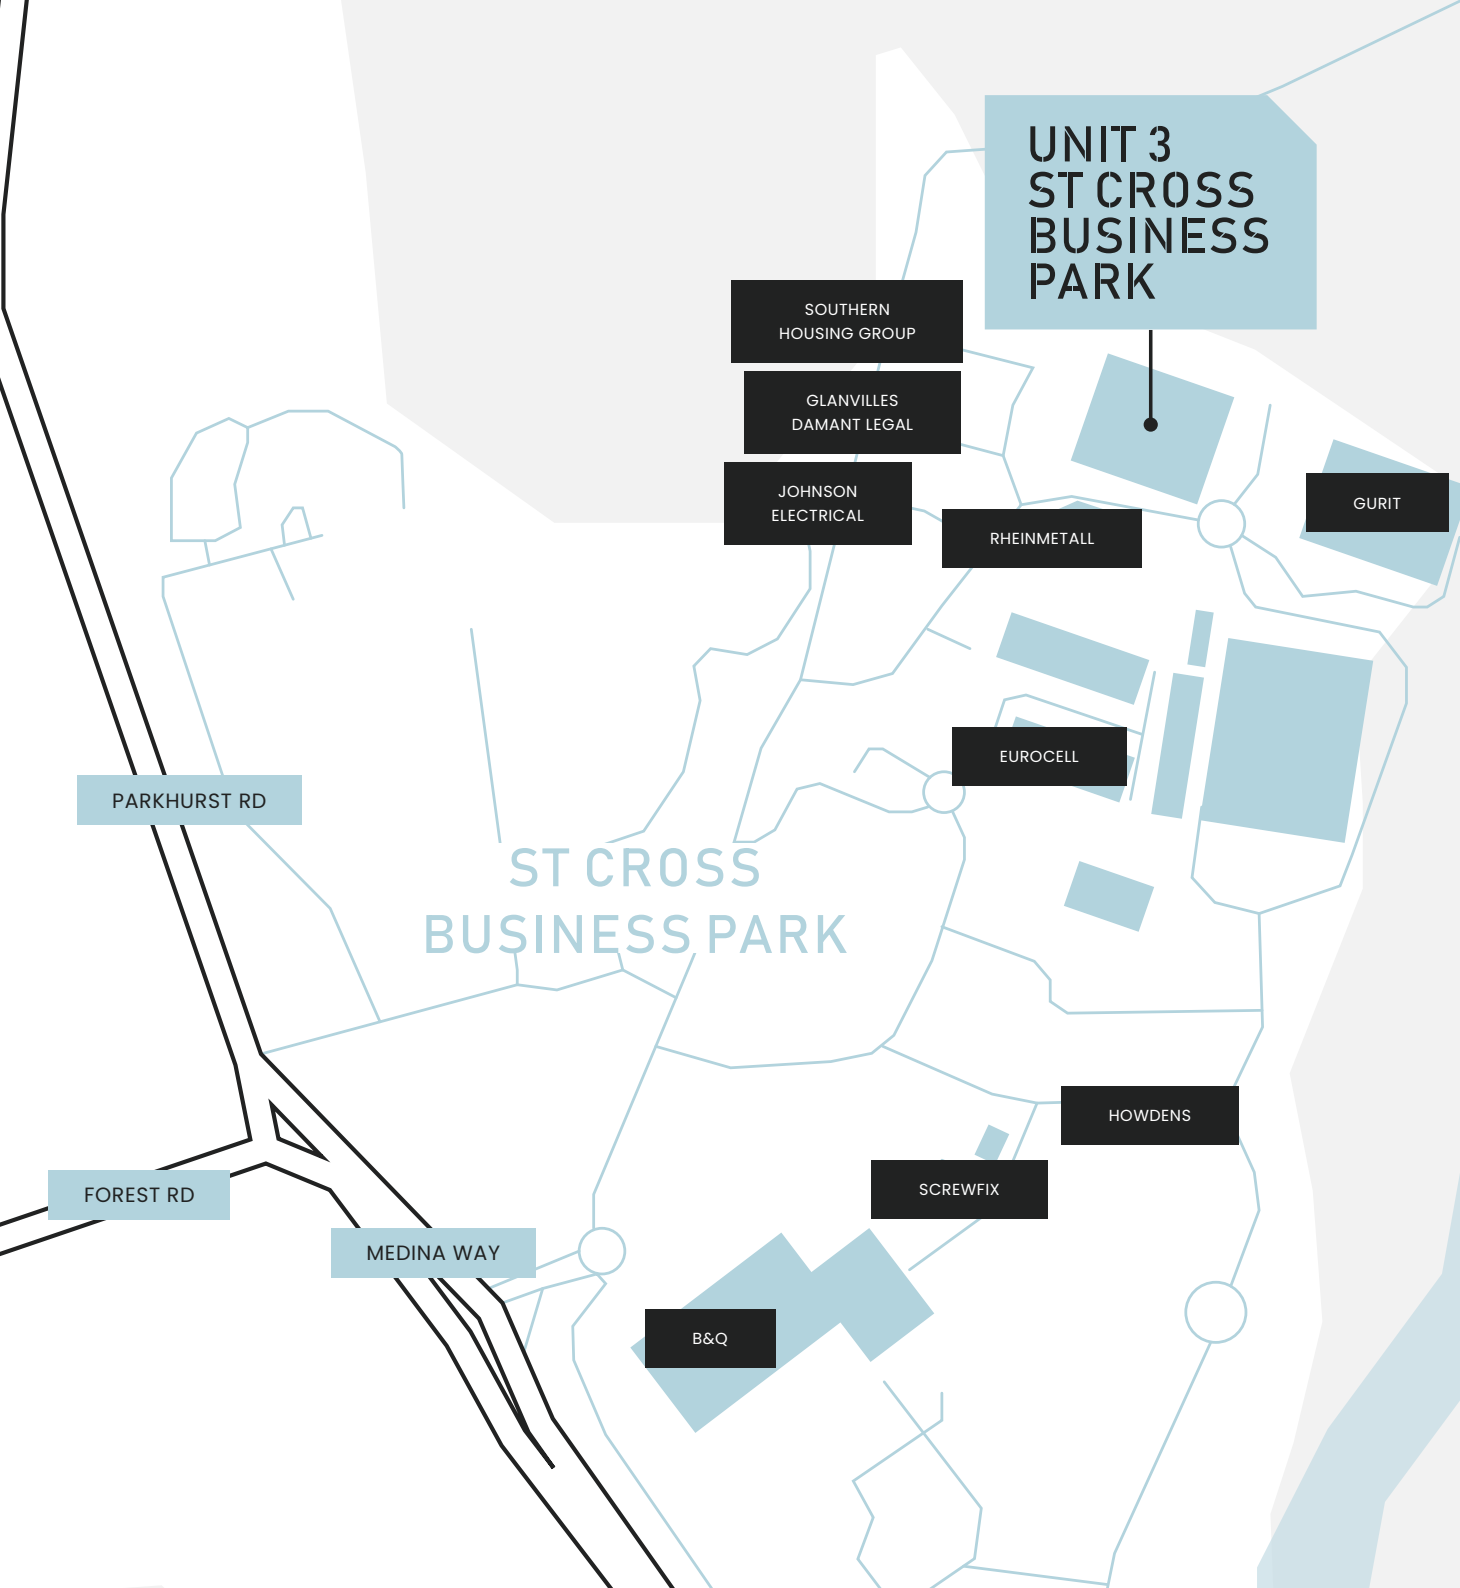 UNIT 3
ST CROSS
BUSINESS
PARK
SOUTHERN
HOUSING GROUP
GLANVILLES
DAMANT LEGAL
JOHNSON
ELECTRICAL
GURIT
RHEINMETALL
EUROCELL
PARKHURST RD
ST CROSS
BUSINESS PARK
HOWDENS
SCREWFIX
FOREST RD
MEDINA WAY
B&Q